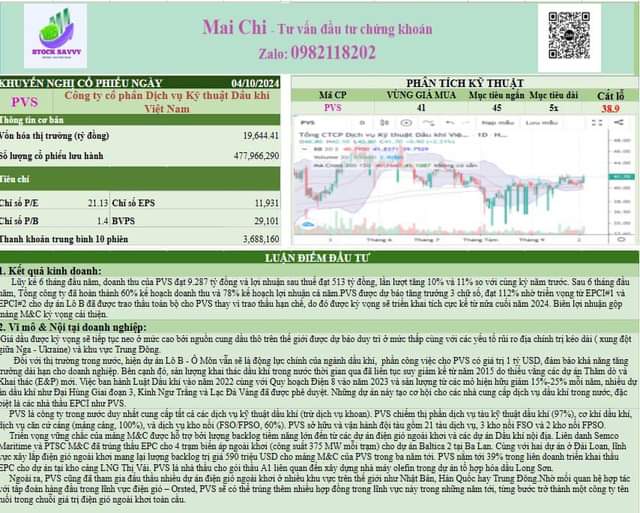 STOCK SAVVY
Mai Chi - Tư vấn đầu tư chứng khoán
Zalo: 0982118202
KHUYẾN NGHỊ CỔ PHIẾU NGÀY 04/10/2024
PVS Công ty cổ phần Dịch vụ Kỹ thuật Dầu khí
Việt Nam
Thông tin cơ bản
Vốn hóa thị trường (tỷ đồng) 19,644.41
Số lượng cổ phiếu lưu hành 477,966,290
Tiêu chí
Chỉ số P/E 21.13 Chỉ số EPS 11,931
Chỉ số P/B 1.4 BVPS 29,101
Thanh khoản trung bình 10 phiên 3,688,160
PHÂN TÍCH KỸ THUẬT
Mã CP VÙNG GIÁ MUA Mục tiêu ngắn Mục tiêu dài Cắt lỗ
PVS 41 45 5x 38.9
PVS D Nạp mẫu Lưu mẫu
Tổng CTCP Dịch vụ Kỹ thuật Dầu khí Việ... 1D
5 Tháng 6 Tháng 7 Tháng 8 Tháng 9 2
LUẬN ĐIỂM ĐẦU TƯ
1. Kết quả kinh doanh:
Lũy kế 6 tháng đầu năm, doanh thu của PVS đạt 9.287 tỷ đồng và lợi nhuận sau thuế đạt 513 tỷ đồng, lần lượt tăng 10% và 11% so với cùng kỳ năm trước. Sau 6 tháng đầu
năm, Tổng công ty đã hoàn thành 60% kế hoạch doanh thu và 78% kế hoạch lợi nhuận cả năm.PVS được dự báo tăng trưởng 3 chữ số, đạt 112% nhờ triển vọng từ EPCI#1 và
EPCI#2 cho dự án Lô B đã được trao thầu toàn bộ cho PVS thay vì trao thầu hạn chế, do đó được kỳ vọng sẽ triển khai tích cực kể từ nửa cuối năm 2024. Biên lợi nhuận gộp
mảng M&C kỳ vọng cải thiện.
2. Vĩ mô & Nội tại doanh nghiệp:
Giá dầu được kỳ vọng sẽ tiếp tục neo ở mức cao bởi nguồn cung dầu thô trên thế giới được dự báo duy trì ở mức thấp cùng với các yếu tố rủi ro địa chính trị kéo dài ( xung đột
giữa Nga - Ukraine) và khu vực Trung Đông.
Đối với thị trường trong nước, hiện dự án Lô B - Ô Môn vẫn sẽ là động lực chính của ngành dầu khí, phần công việc cho PVS có giá trị 1 tỷ USD, đảm bảo khả năng tăng
trưởng dài hạn cho doanh nghiệp. Bên cạnh đó, sản lượng khai thác dầu khí trong nước thời gian qua đã liên tục suy giảm kể từ năm 2015 do thiếu vắng các dự án Thăm dò và
Khai thác (E&P) mới. Việc ban hành Luật Dầu khí vào năm 2022 cùng với Quy hoạch Điện 8 vào năm 2023 và sản lượng từ các mỏ hiện hữu giảm 15%-25% mỗi năm, nhiều dự
án dầu khí như Đại Hùng Giai đoạn 3, Kình Ngư Trắng và Lạc Đà Vàng đã được phê duyệt. Những dự án này tạo cơ hội cho các nhà cung cấp dịch vụ dầu khí trong nước, đặc
biệt là các nhà thầu EPCI như PVS.
PVS là công ty trong nước duy nhất cung cấp tất cả các dịch vụ kỹ thuật dầu khí (trừ dịch vụ khoan). PVS chiếm thị phần dịch vụ tàu kỹ thuật dầu khí (97%), cơ khí dầu khí,
dịch vụ căn cứ cảng (mảng cảng, 100%), và dịch vụ kho nổi (FSO/FPSO, 60%). PVS sở hữu và vận hành đội tàu gồm 21 tàu dịch vụ, 3 kho nổi FSO và 2 kho nổi FPSO.
Triển vọng vững chắc của mảng M&C được hỗ trợ bởi lượng backlog tiềm năng lớn đến từ các dự án điện gió ngoài khơi và các dự án Dầu khí nội địa. Liên danh Semco
Maritime và PTSC M&C đã trúng thầu EPC cho 4 trạm biến áp ngoài khơi (công suất 375 MW mỗi trạm) cho dự án Baltica 2 tại Ba Lan. Cùng với hai dự án ở Đài Loan, lĩnh
vực xây lắp điện gió ngoài khơi mang lại lượng backlog trị giá 590 triệu USD cho mảng M&C của PVS trong ba năm tới. PVS nắm tới 39% trong liên doanh triển khai thầu
EPC cho dự án tại kho cảng LNG Thị Vải. PVS là nhà thầu cho gói thầu A1 liên quan đến xây dựng nhà máy olefin trong dự án tổ hợp hóa dầu Long Sơn.
Ngoài ra, PVS cũng đã tham gia đấu thầu nhiều dự án điện gió ngoài khơi ở nhiều khu vực trên thế giới như Nhật Bản, Hàn Quốc hay Trung Đông.Nhờ mối quan hệ hợp tác
với tập đoàn hàng đầu trong lĩnh vực điện gió – Orsted, PVS sẽ có thể trúng thêm nhiều hợp đồng trong lĩnh vực này trong những năm tới, từng bước trở thành một công ty tên
tuổi trong chuỗi giá trị điện gió ngoài khơi toàn cầu.